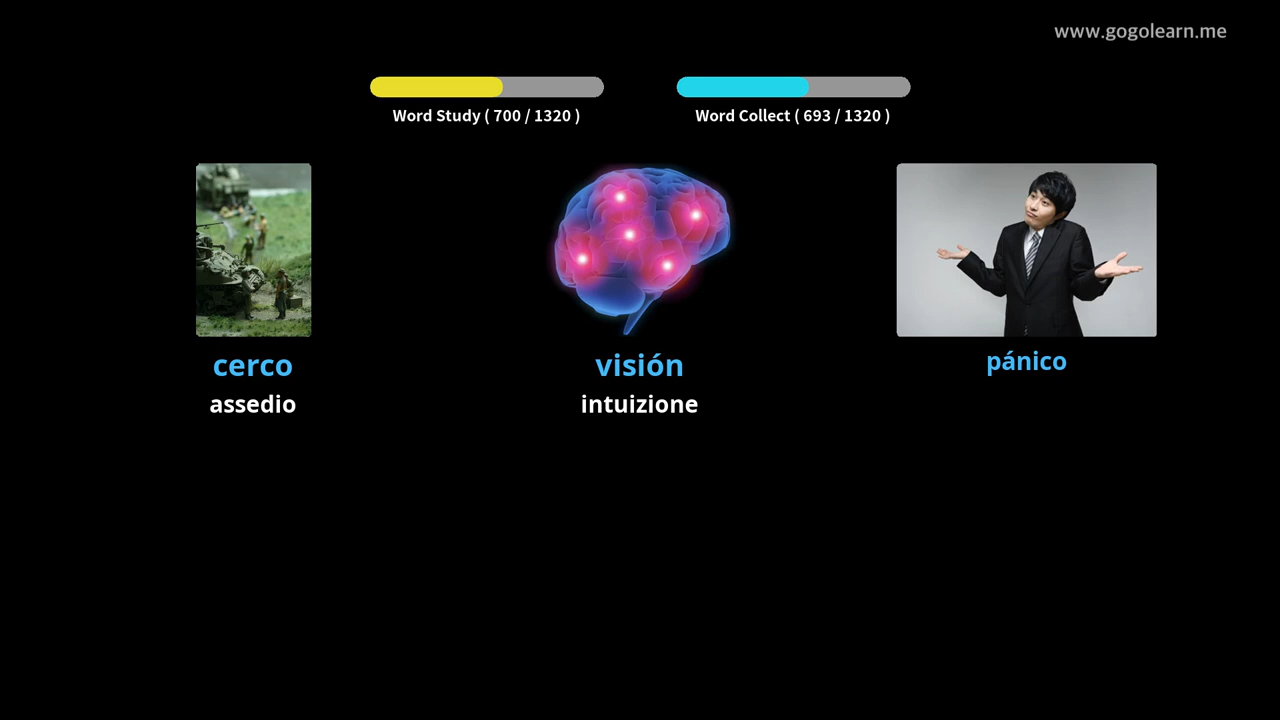 www.gogolearn.me
Word Study ( 700 / 1320 )
Word Collect ( 693 / 1320 )
cerco
visión
pánico
assedio
intuizione